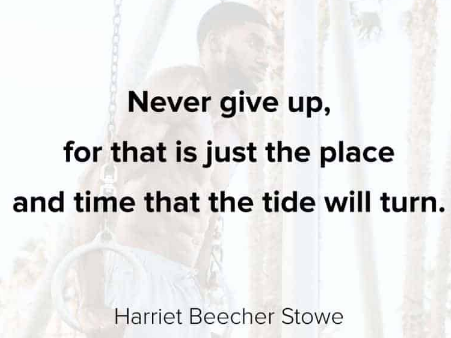 Never give up,
for that is just the place
and time that the tide will turn.
Harriet Beecher Stowe